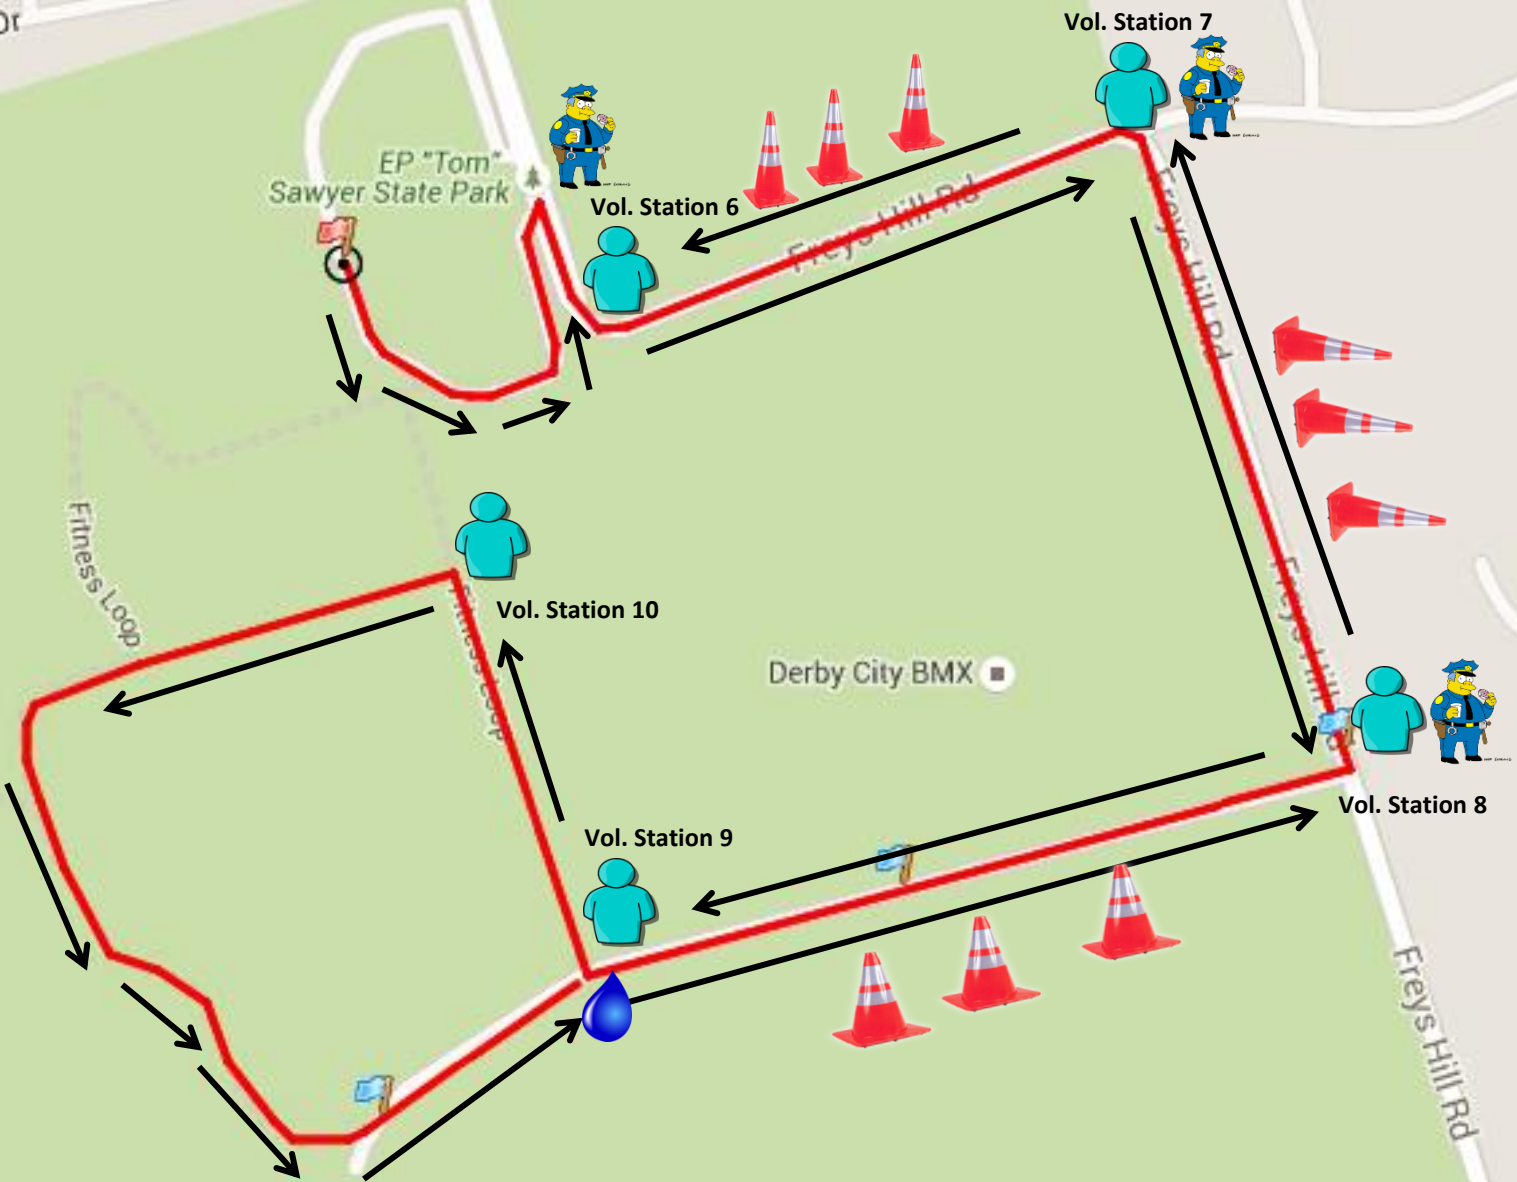 Dr
Vol. Station 7
EP "Tom"
Sawyer State Park
Vol. Station 6
Freys Hill Rd
Freys Hill Rd
Fitness Loop
Vol. Station 10
Fitness Loop
Derby City BMX
Freys Hill
Vol. Station 8
Vol. Station 9
Freys Hill Rd